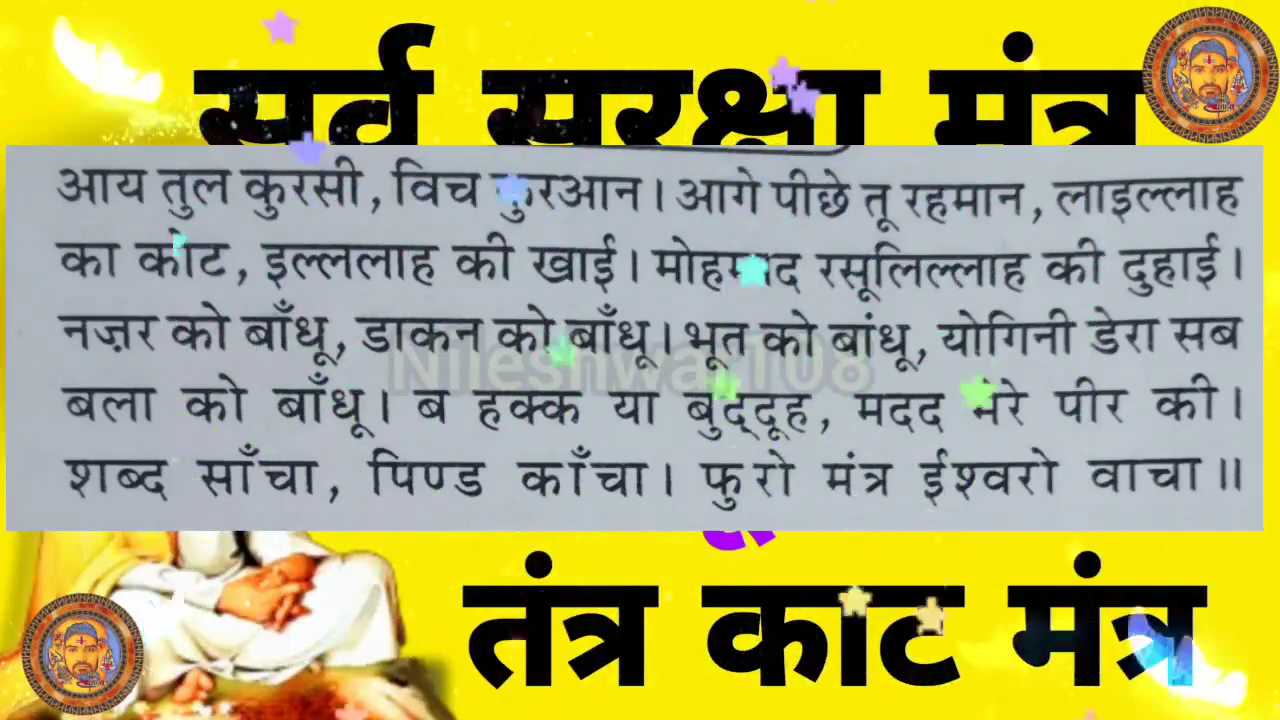 सर्व सुरक्षा मंत्र
आय तुल कुरसी, विच कुरआन। आगे पीछे तू रहमान, लाइल्लाह
का कोट, इल्ललाह की खाई। मोहम्मद रसूलिल्लाह की दुहाई।
नज़र को बाँधू, डाकन को बाँधू। भूत को बांधू, योगिनी डेरा सब
बला को बाँधू। ब हक्क या बुद्‌दूह, मदद मेरे पीर की।
शब्द साँचा, पिण्ड काँचा। फुरो मंत्र ईश्वरो वाचा॥
Nileshwar108
तंत्र काट मंत्र